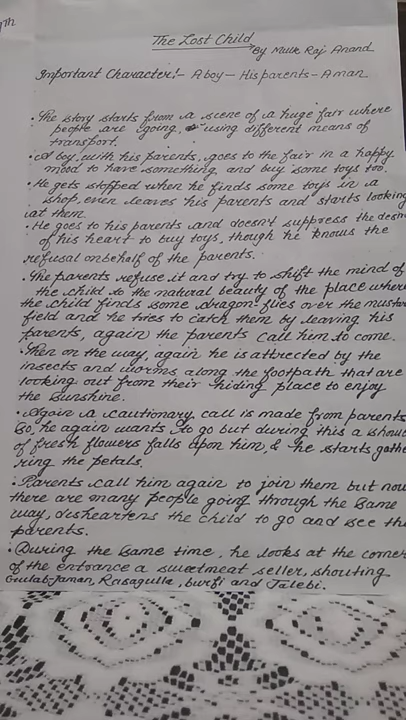 9th
The Lost Child
By Mulk Raj Anand
Important Character:- A boy - His parents - A man
• The story starts from a scene of a huge fair where
people are going, using different means of
transport.
• A boy, with his parents, goes to the fair in a happy
mood to have something, and buy some toys too.
• He gets stopped when he finds some toys in a
shop, even leaves his parents and starts looking
at them.
• He goes to his parents and doesn't suppress the
of his heart to buy toys, though he knows the
refusal onbehalf of the parents.
• The parents refuse it and try to shift the mind of
the child to the natural beauty of the place where
the child finds some dragon flies over the
field and he tries to catch them by leaving his
parents, again the parents call him to come.
• Then on the way, again he is attrected by the
insects and worms along the footpath that are
looking out from their hiding place to enjoy
the Sunshine.
• Again a cautionary call is made from parents
So, he again wants to go but during this a
of fresh flowers falls upon him, & he starts
ring the petals.
• Parents call him again to join them but now
there are many people going through the same
way, disheartens the child to go and see the
parents.
• During the same time, he looks at the corner
of the entrance a sweetmeat seller, shouting
Gulab-Jaman, Rasagulla, burfi and Jalebi.